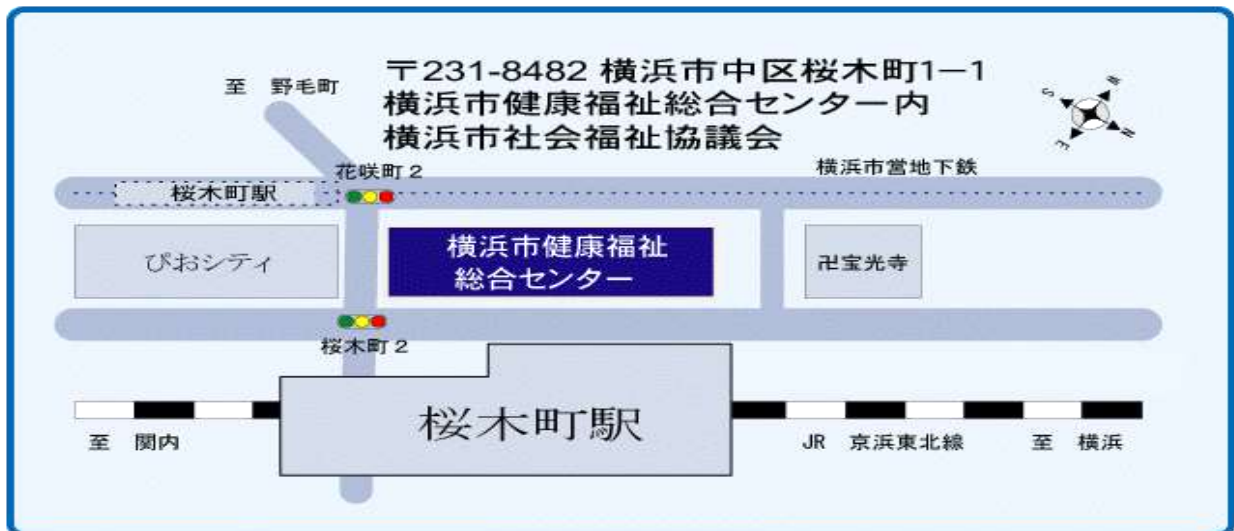 〒231-8482 横浜市中区桜木町1－1
横浜市健康福祉総合センター内
横浜市社会福祉協議会
至　野毛町
S
W
E
N
花咲町２
横浜市営地下鉄
桜木町駅
ぴおシティ
横浜市健康福祉
総合センター
卍宝光寺
桜木町２
桜木町駅
至　関内
JR　京浜東北線
至　横浜